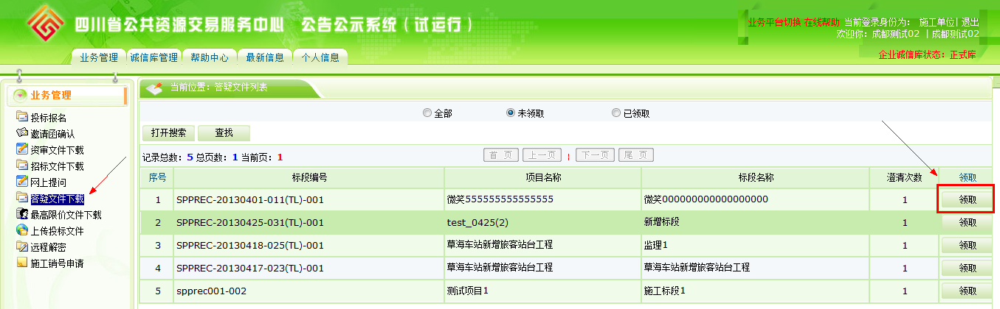 四川省公共资源交易服务中心 公告公示系统（试运行）
业务平台切换 在线帮助 当前登录身份为： 施工单位| 退出
欢迎你：成都测试02 | 成都测试02
企业诚信库状态：正式库
业务管理 诚信库管理 帮助中心 最新信息 个人信息
业务管理
投标报名
邀请函确认
资审文件下载
招标文件下载
网上提问
答疑文件下载
最高限价文件下载
上传投标文件
远程解密
施工销号申请
当前位置：答疑文件列表
全部 未领取 已领取
打开搜索 查找
记录总数：5 总页数：1 当前页：1 首 页 上一页 下一页 尾 页
序号 标段编号 项目名称 标段名称 澄清次数 领取
1 SPPREC-20130401-011(TL)-001 微笑555555555555555 微笑000000000000000000 1 领取
2 SPPREC-20130425-031(TL)-001 test_0425(2) 新增标段 1 领取
3 SPPREC-20130418-025(TL)-001 草海车站新增旅客站台工程 监理1 1 领取
4 SPPREC-20130417-023(TL)-001 草海车站新增旅客站台工程 草海车站新增旅客站台工程 1 领取
5 spprec001-002 测试项目1 施工标段1 1 领取